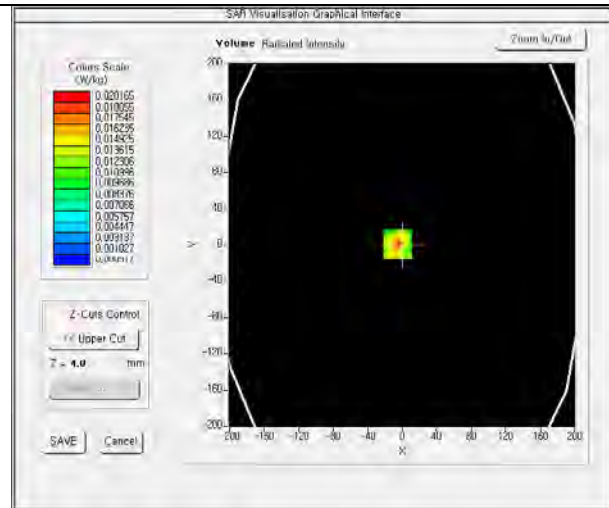 SAR Visualisation Graphical Interface
Volume Radiated Intensity
Zoom In/Out
Colors Scale
(W/kg)
0.020165
0.018055
0.017545
0.016235
0.014925
0.013615
0.012306
0.010996
0.009686
0.008376
0.007066
0.005757
0.004447
0.003137
0.001827
Z-Cuts Control
Upper Cut
Z = 4.0 mm
SAVE Cancel
200
160
120
80
40
0
-40
-80
-120
-160
-200
Y
-200 -160 -120 -80 -40 0 40 80 120 160 200
X